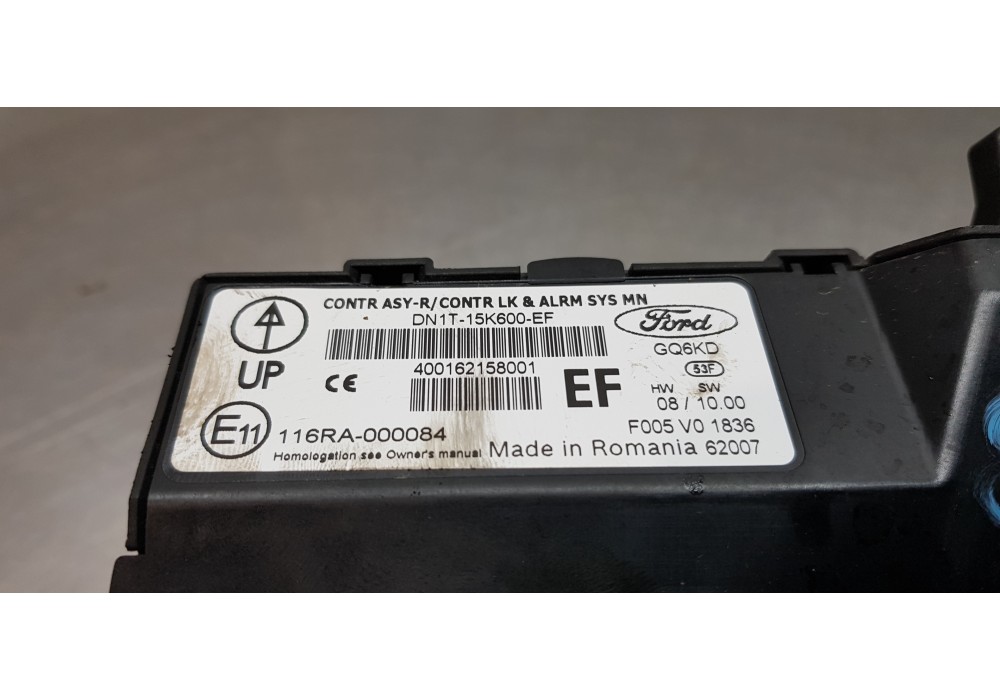 CONTR ASY-R/CONTR LK & ALRM SYS MN
DN1T-15K600-EF
Ford
GQ6KD
53F
UP
CE
400162158001
EF
HW SW
08 / 10.00
E11
116RA-000084
F005 V0 1836
Homologation see Owner's manual
Made in Romania 62007